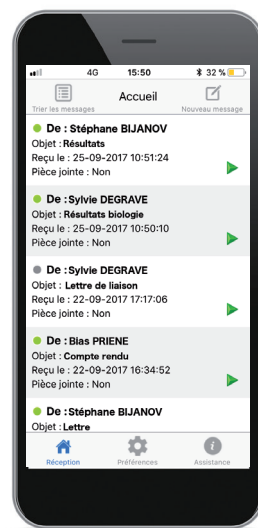 4G 15:50 32 %
Trier les messages Accueil Nouveau message
De : Stéphane BIJANOV
Objet : Résultats
Reçu le : 25-09-2017 10:51:24
Pièce jointe : Non
De : Sylvie DEGRAVE
Objet : Résultats biologie
Reçu le : 25-09-2017 10:50:10
Pièce jointe : Non
De : Sylvie DEGRAVE
Objet : Lettre de liaison
Reçu le : 22-09-2017 17:17:06
Pièce jointe : Non
De : Bias PRIENE
Objet : Compte rendu
Reçu le : 22-09-2017 16:34:52
Pièce jointe : Non
De : Stéphane BIJANOV
Objet : Lettre
Réception Préférences Assistance